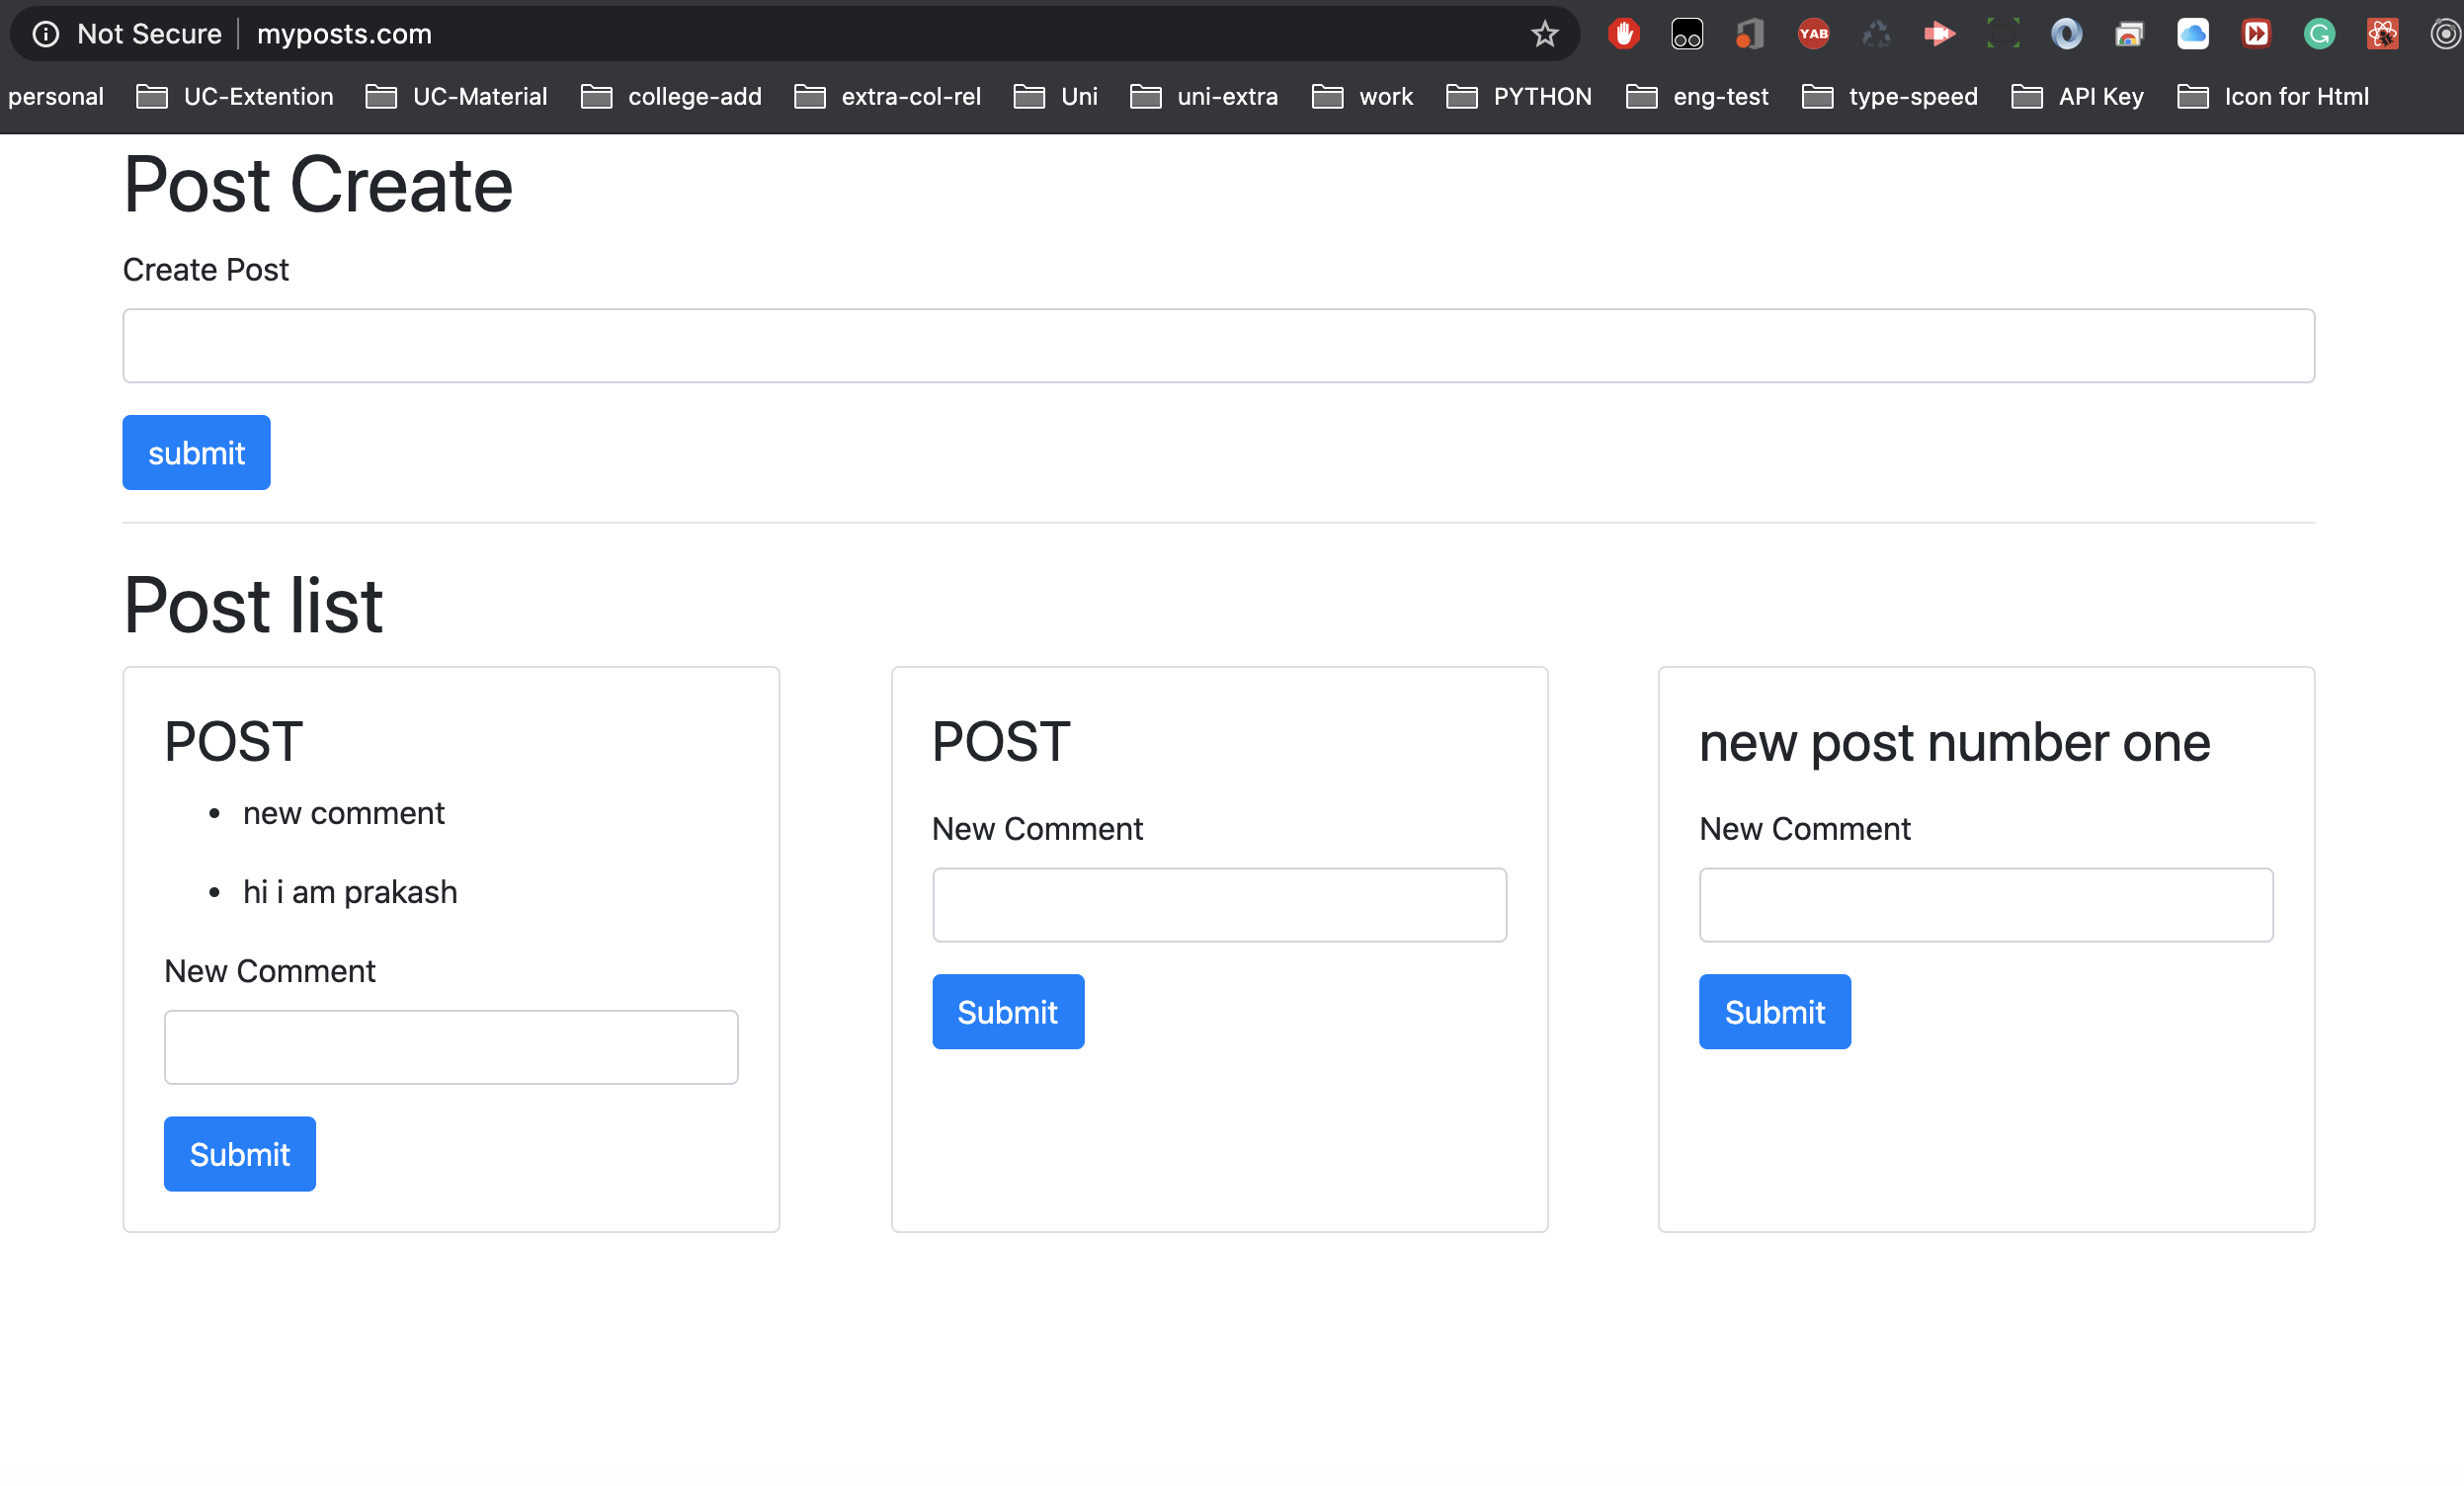 Not Secure | myposts.com
YAB
personal UC-Extention UC-Material college-add extra-col-rel Uni uni-extra work PYTHON eng-test type-speed API Key Icon for Html
Post Create
Create Post
submit
Post list
POST
• new comment
• hi i am prakash
New Comment
Submit
POST
New Comment
Submit
new post number one
New Comment
Submit